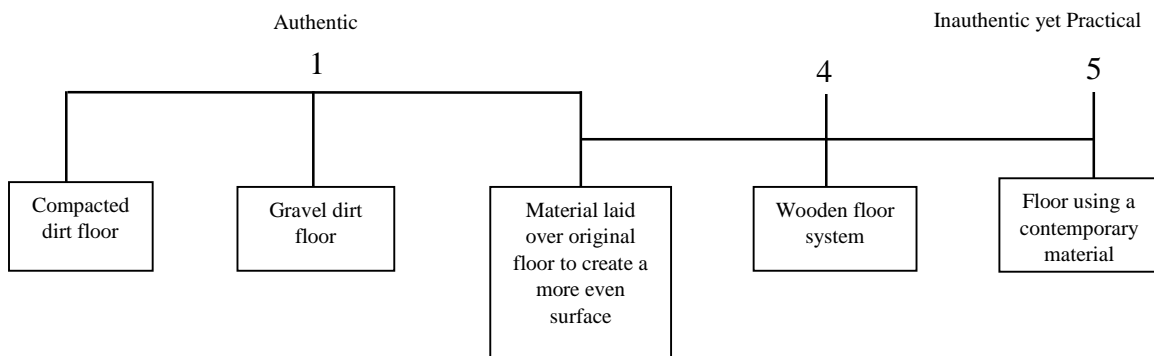 Authentic
Inauthentic yet Practical
1
4
5
Compacted
dirt floor
Gravel dirt
floor
Material laid
over original
floor to create a
more even
surface
Wooden floor
system
Floor using a
contemporary
material